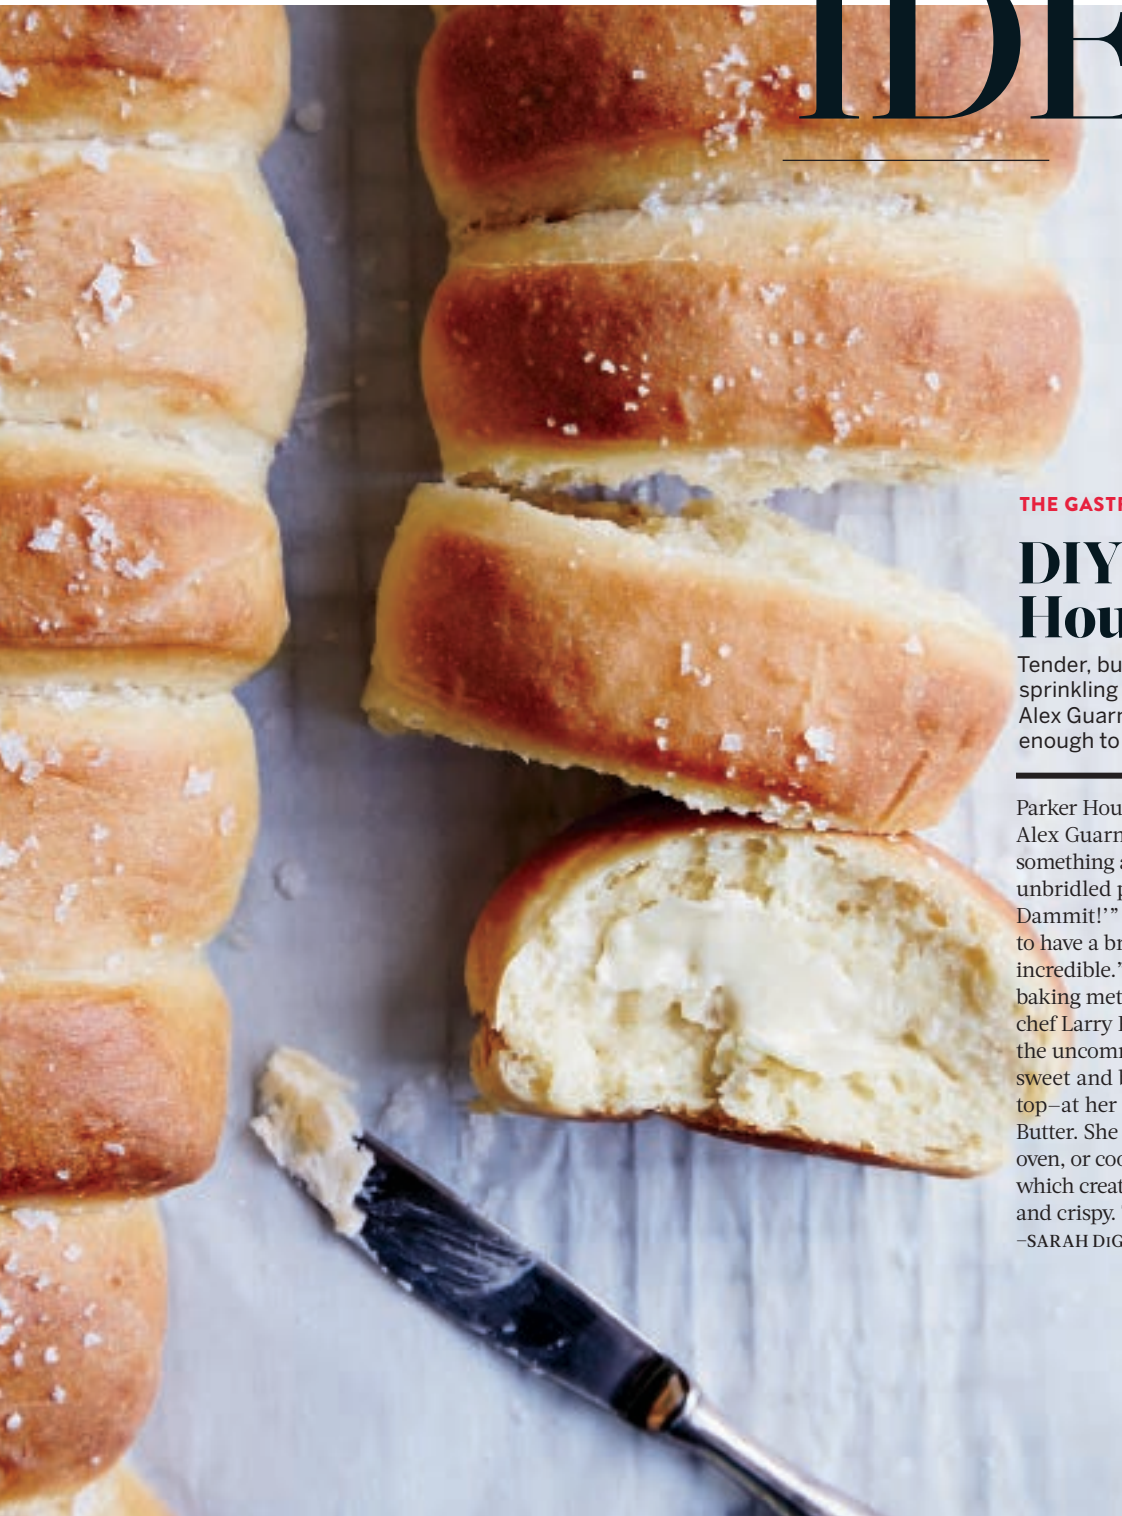 IDE
THE GASTR
DIY
Hou
Tender, bu
sprinkling
Alex Guarn
enough to
Parker Hou
Alex Guarn
something a
unbridled p
Dammit!’”
to have a br
incredible.”
baking met
chef Larry
the uncomm
sweet and b
top–at her
Butter. She
oven, or coo
which creat
and crispy.
–SARAH DiG